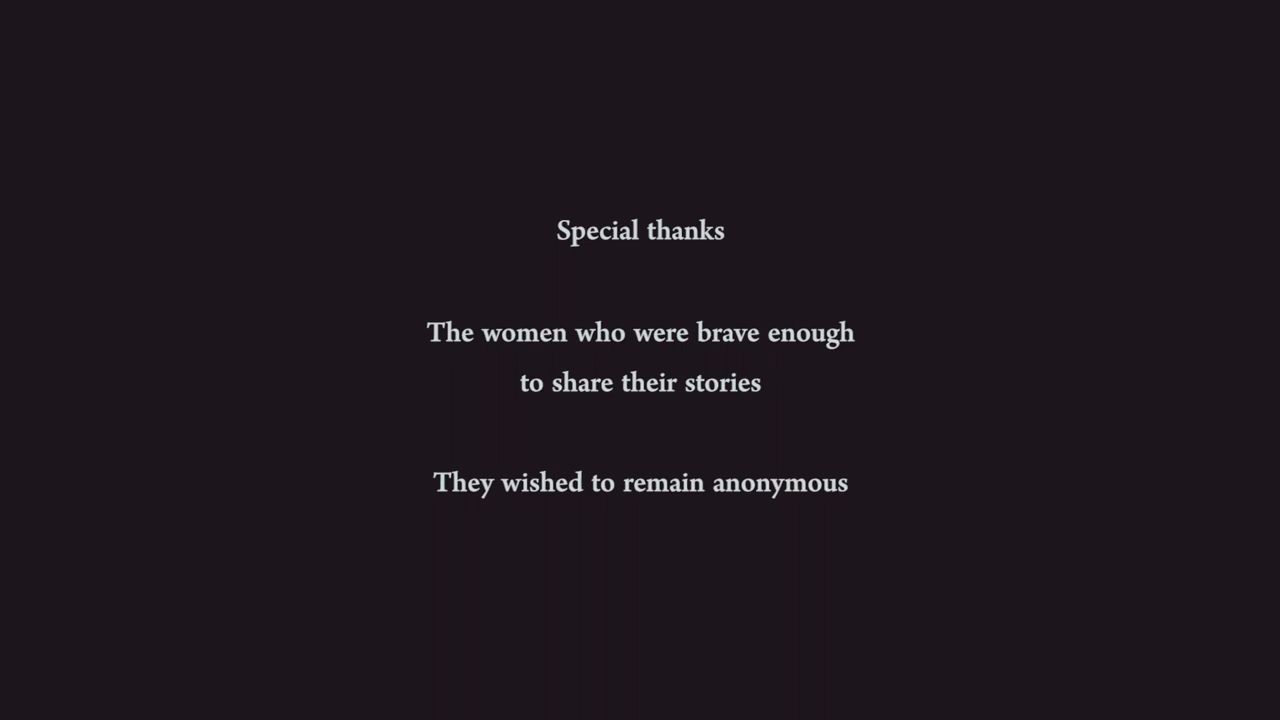 Special thanks
The women who were brave enough
to share their stories
They wished to remain anonymous